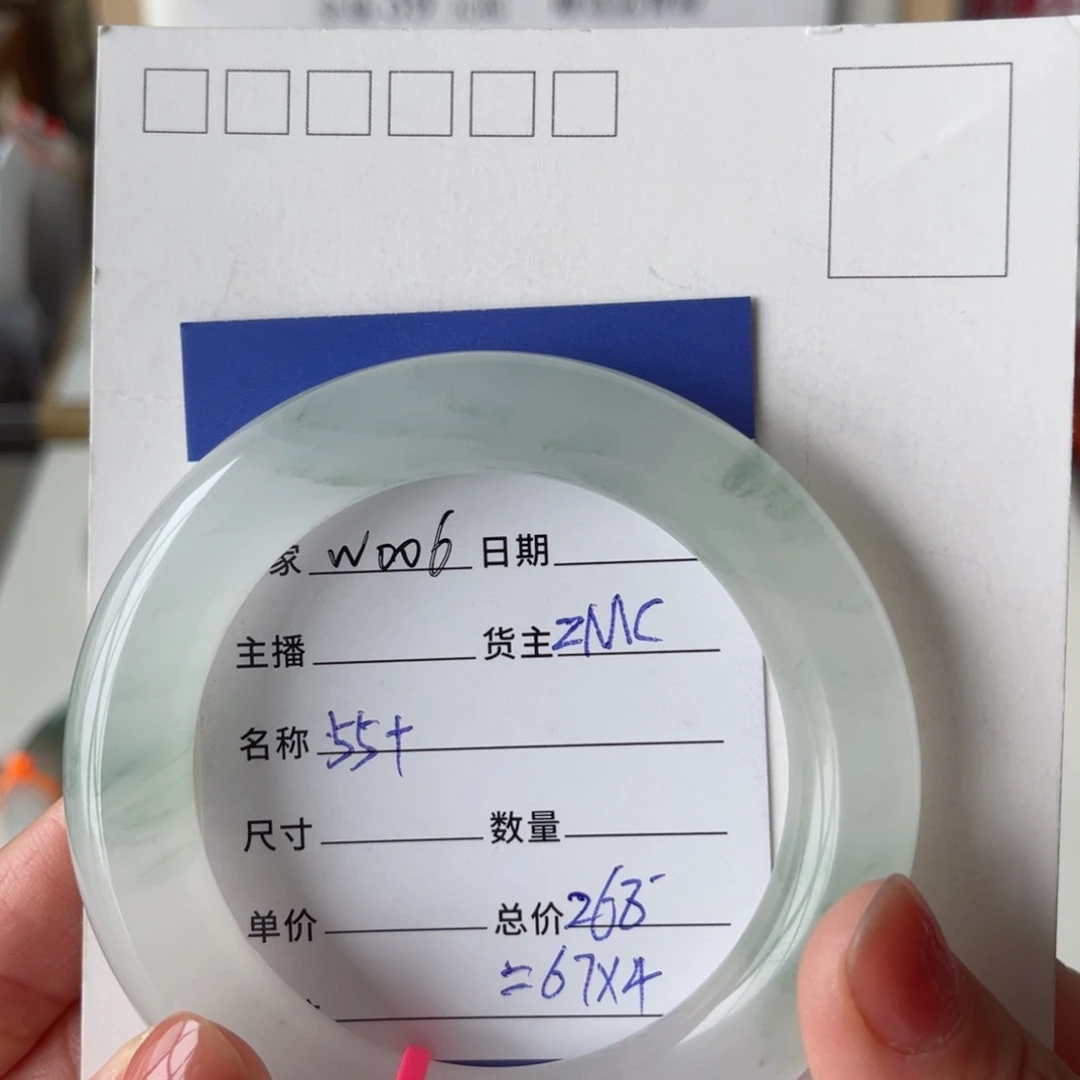 家 W006 日期
主播 货主 ZMC
名称 55+
尺寸 数量
单价 总价 268
=67X4